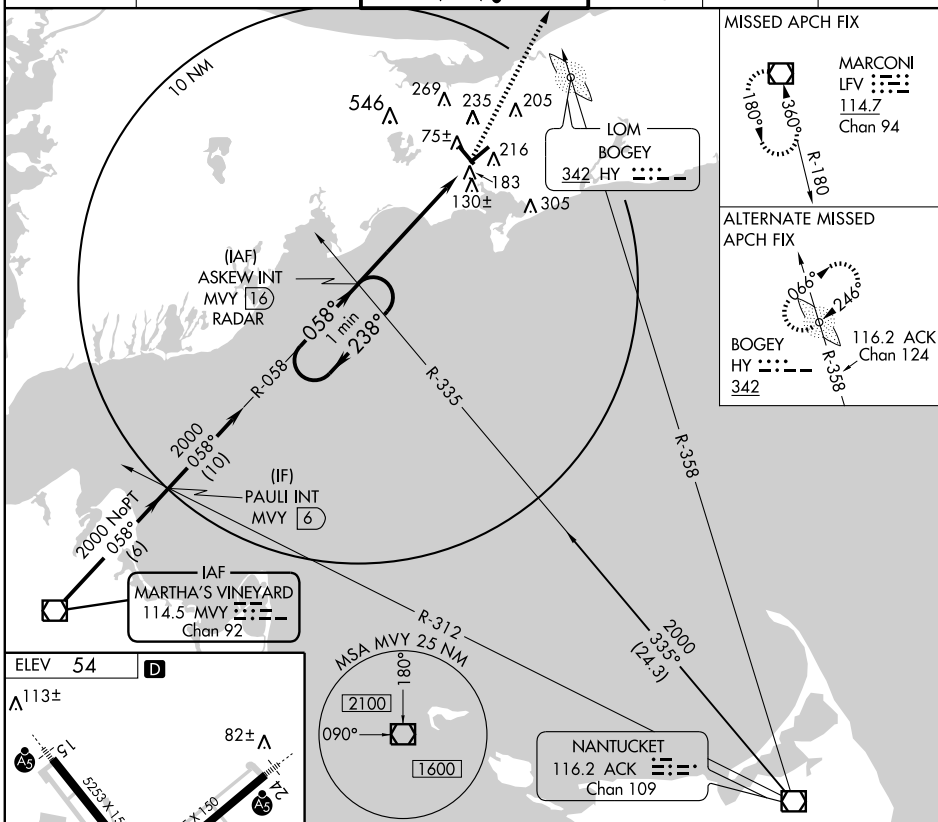 10 NM
546
269
235
205
75±
216
183
130±
305
LOM
BOGEY
342 HY
MISSED APCH FIX
MARCONI
LFV
114.7
Chan 94
180°
360°
R-180
ALTERNATE MISSED
APCH FIX
066°
246°
BOGEY
HY
342
116.2 ACK
Chan 124
R-358
(IAF)
ASKEW INT
MVY 16
RADAR
058°
1 min
238°
R-058
R-335
R-358
2000
058°
(10)
(IF)
PAULI INT
MVY 6
2000 NoPT
058°
(6)
IAF
MARTHA'S VINEYARD
114.5 MVY
Chan 92
R-312
2000
335°
(24.3)
MSA MVY 25 NM
180°
2100
090°
1600
NANTUCKET
116.2 ACK
Chan 109
ELEV 54 D
113±
82±
A5
15
5253 X 15
X 150
24
A5